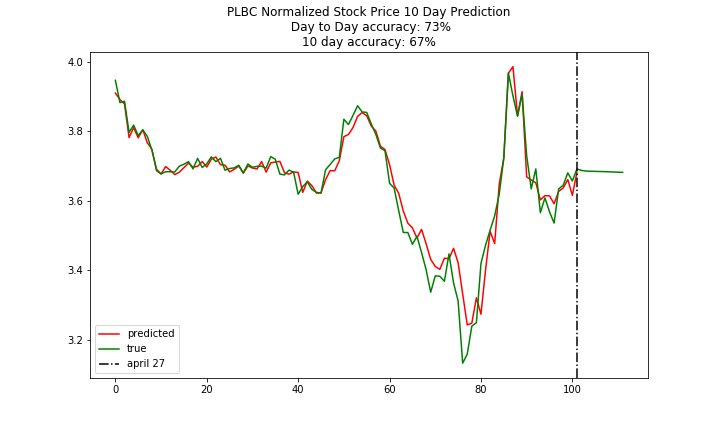 PLBC Normalized Stock Price 10 Day Prediction
Day to Day accuracy: 73%
10 day accuracy: 67%
4.0
3.8
3.6
3.4
3.2
predicted
true
april 27
0 20 40 60 80 100